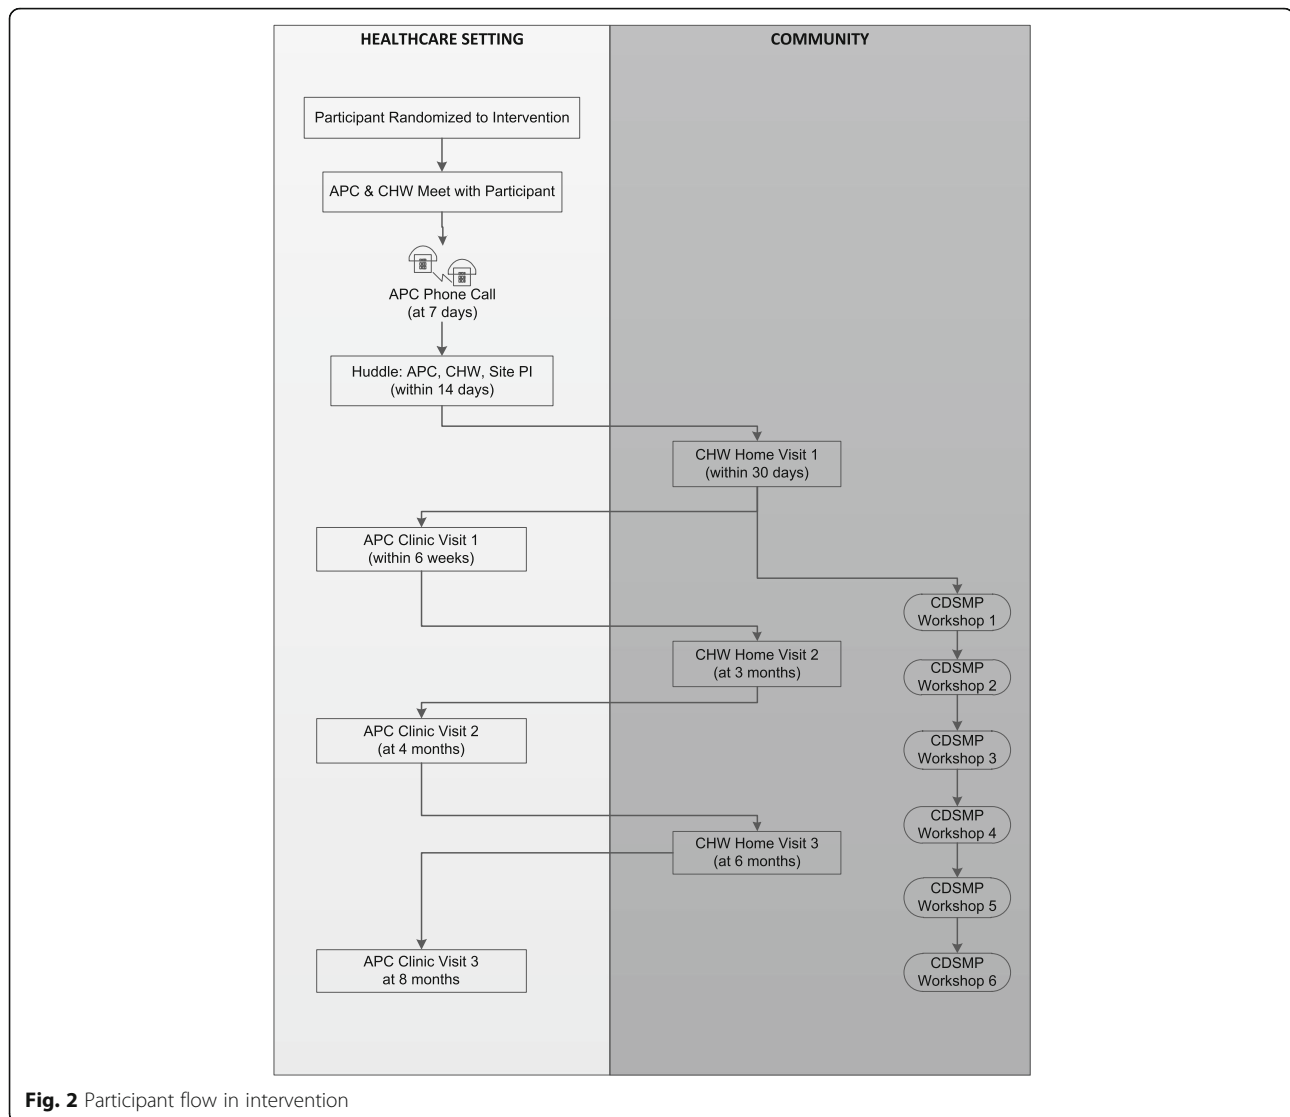 HEALTHCARE SETTING
COMMUNITY
Participant Randomized to Intervention
APC & CHW Meet with Participant
APC Phone Call
(at 7 days)
Huddle: APC, CHW, Site PI
(within 14 days)
CHW Home Visit 1
(within 30 days)
APC Clinic Visit 1
(within 6 weeks)
CDSMP
Workshop 1
CHW Home Visit 2
(at 3 months)
CDSMP
Workshop 2
APC Clinic Visit 2
(at 4 months)
CDSMP
Workshop 3
CDSMP
Workshop 4
CHW Home Visit 3
(at 6 months)
CDSMP
Workshop 5
APC Clinic Visit 3
at 8 months
CDSMP
Workshop 6
Fig. 2 Participant flow in intervention